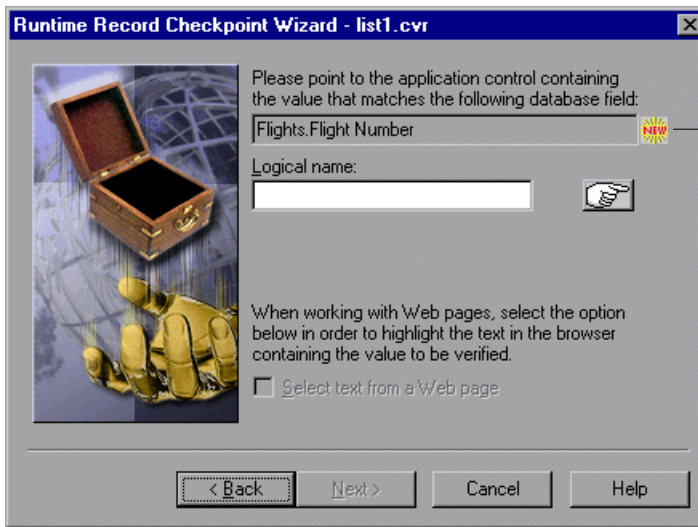 Runtime Record Checkpoint Wizard - list1.cvr
Please point to the application control containing
the value that matches the following database field:
Flights.Flight Number
NEW
Logical name:
When working with Web pages, select the option
below in order to highlight the text in the browser
containing the value to be verified.
Select text from a Web page
< Back
Next >
Cancel
Help